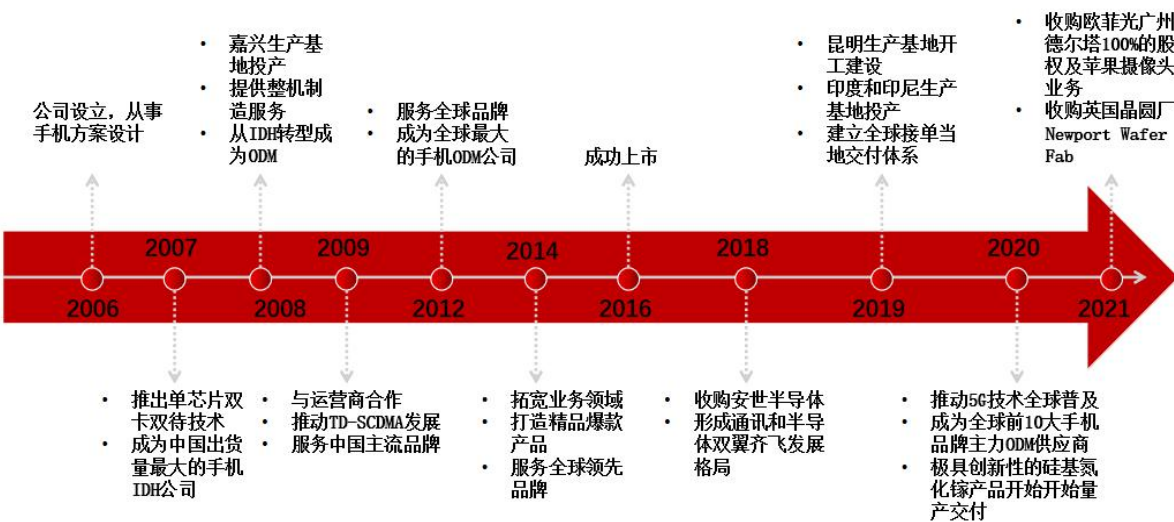 公司设立，从事
手机方案设计
• 嘉兴生产基
地投产
• 提供整机制
造服务
• 从IDH转型成
为ODM
• 服务全球品牌
• 成为全球最大
的手机ODM公司
成功上市
• 昆明生产基地开
工建设
• 印度和印尼生产
基地投产
• 建立全球接单当
地交付体系
• 收购欧菲光广州
德尔塔100%的股
权及苹果摄像头
业务
• 收购英国晶圆厂
Newport Wafer
Fab
2007
2009
2014
2018
2020
2006
2008
2012
2016
2019
2021
• 推出单芯片双
卡双待技术
• 成为中国出货
量最大的手机
IDH公司
• 与运营商合作
• 推动TD-SCDMA发展
• 服务中国主流品牌
• 拓宽业务领域
• 打造精品爆款
产品
• 服务全球领先
品牌
• 收购安世半导体
• 形成通讯和半导
体双翼齐飞发展
格局
• 推动5G技术全球普及
• 成为全球前10大手机
品牌主力ODM供应商
• 极具创新性的硅基氮
化镓产品开始开始量
产交付